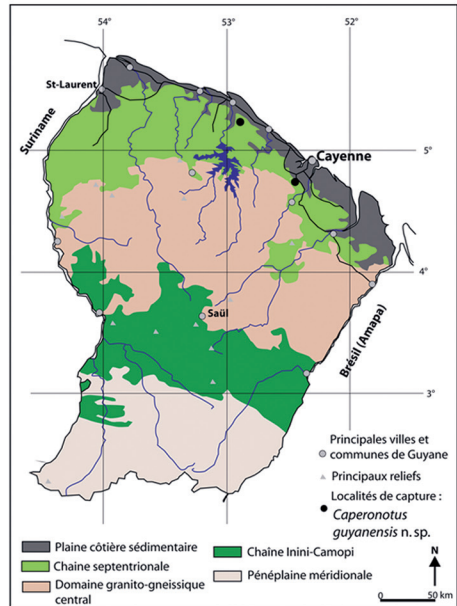 54°
53°
52°
St-Laurent
Suriname
Cayenne
5°
4°
Saül
Brésil (Amapa)
3°
Principales villes et
communes de Guyane
Principaux reliefs
Localités de capture :
Caperonotus
guyanensis n. sp.
Plaine côtière sédimentaire
Chaine septentrionale
Domaine granito-gneissique
central
Chaîne Inini-Camopi
Pénéplaine méridionale
N
0
50 km